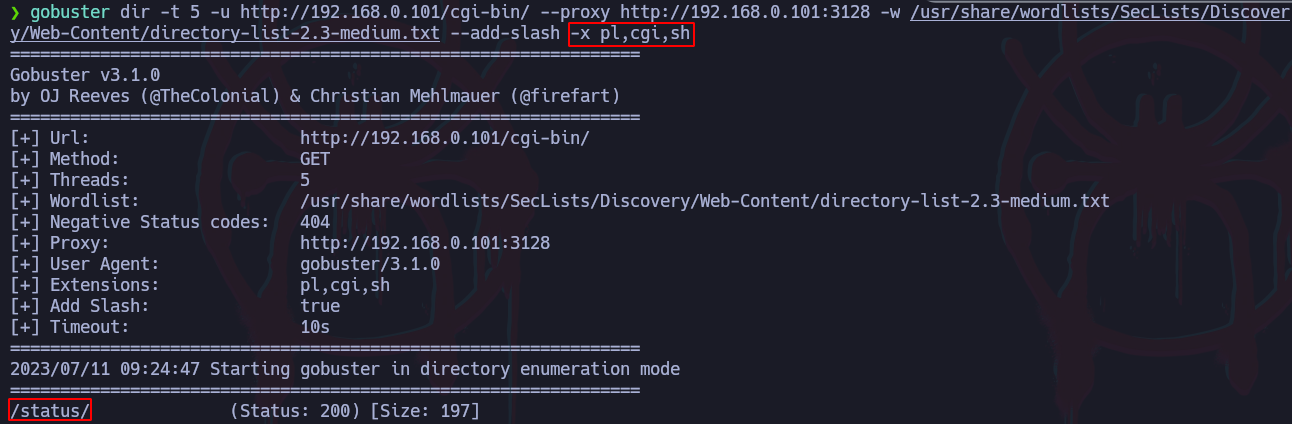 ❯ gobuster dir -t 5 -u http://192.168.0.101/cgi-bin/ --proxy http://192.168.0.101:3128 -w /usr/share/wordlists/SecLists/Discover
y/Web-Content/directory-list-2.3-medium.txt --add-slash -x pl,cgi,sh
===============================================================
Gobuster v3.1.0
by OJ Reeves (@TheColonial) & Christian Mehlmauer (@firefart)
===============================================================
[+] Url:                     http://192.168.0.101/cgi-bin/
[+] Method:                  GET
[+] Threads:                 5
[+] Wordlist:                /usr/share/wordlists/SecLists/Discovery/Web-Content/directory-list-2.3-medium.txt
[+] Negative Status codes:   404
[+] Proxy:                   http://192.168.0.101:3128
[+] User Agent:              gobuster/3.1.0
[+] Extensions:              pl,cgi,sh
[+] Add Slash:               true
[+] Timeout:                 10s
===============================================================
2023/07/11 09:24:47 Starting gobuster in directory enumeration mode
===============================================================
/status/              (Status: 200) [Size: 197]